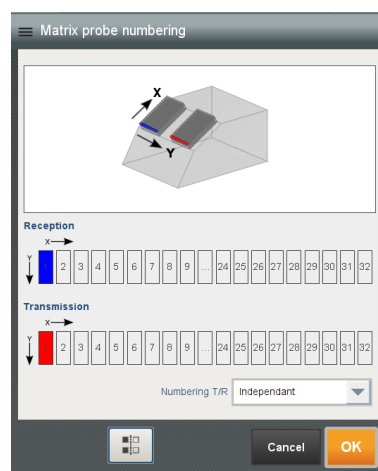 Matrix probe numbering
X
Y
Reception
X
Y
1 2 3 4 5 6 7 8 9 ... 24 25 26 27 28 29 30 31 32
Transmission
X
Y
2 3 4 5 6 7 8 9 ... 24 25 26 27 28 29 30 31 32
Numbering T/R Independant
Cancel OK